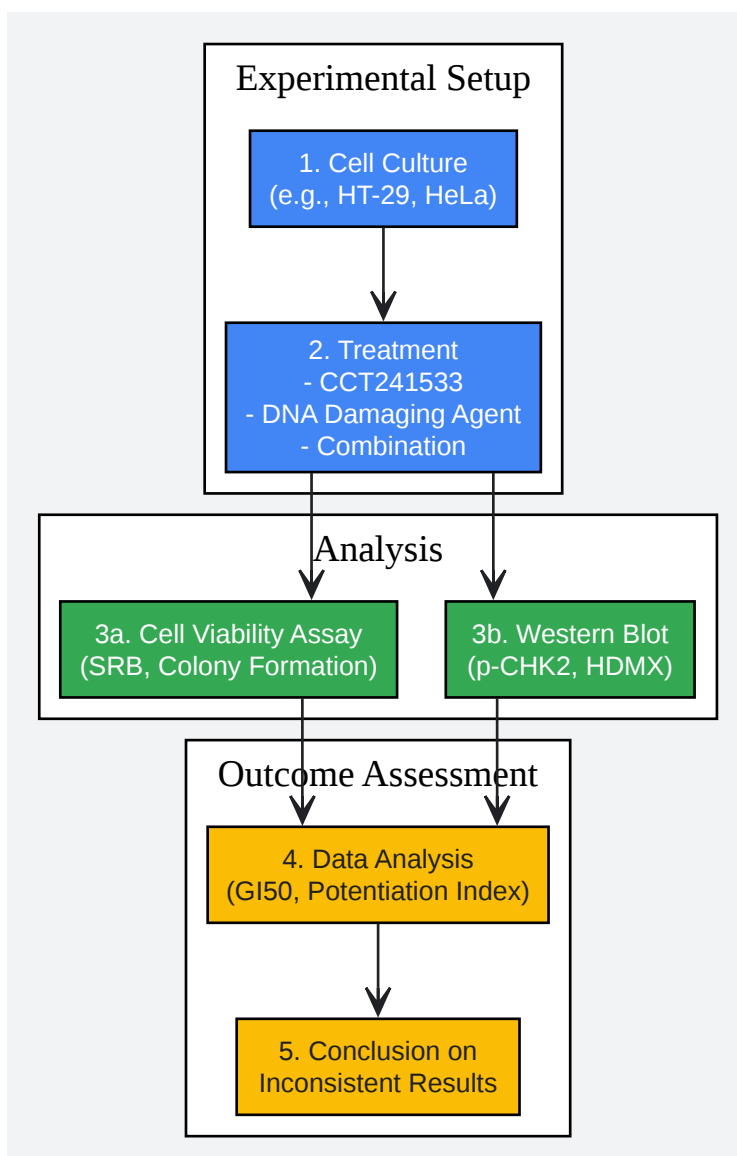 Experimental Setup
1. Cell Culture
(e.g., HT-29, HeLa)
2. Treatment
- CCT241533
- DNA Damaging Agent
- Combination
Analysis
3a. Cell Viability Assay
(SRB, Colony Formation)
3b. Western Blot
(p-CHK2, HDMX)
Outcome Assessment
4. Data Analysis
(GI50, Potentiation Index)
5. Conclusion on
Inconsistent Results